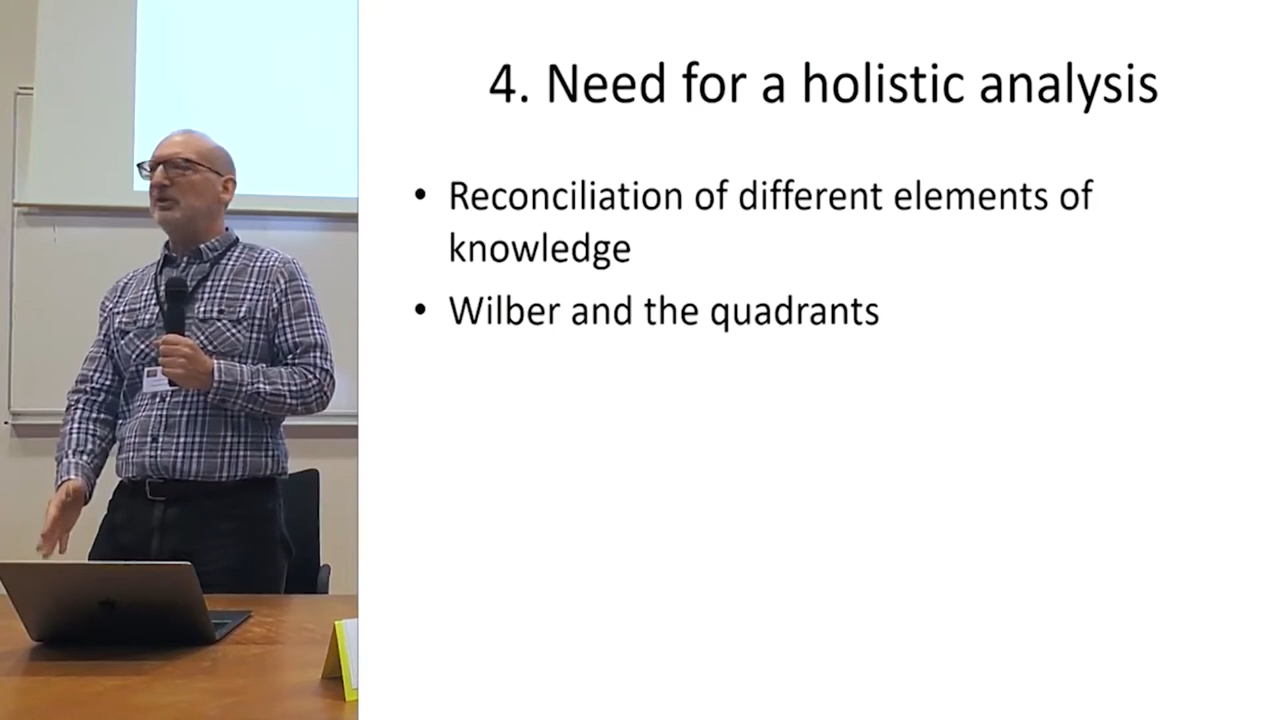 4. Need for a holistic analysis
• Reconciliation of different elements of
knowledge
• Wilber and the quadrants